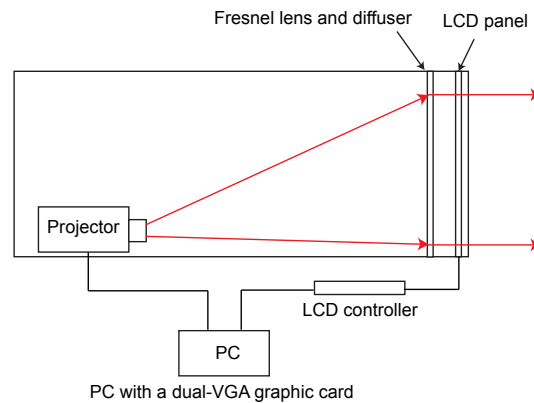 Fresnel lens and diffuser
LCD panel
Projector
LCD controller
PC
PC with a dual-VGA graphic card